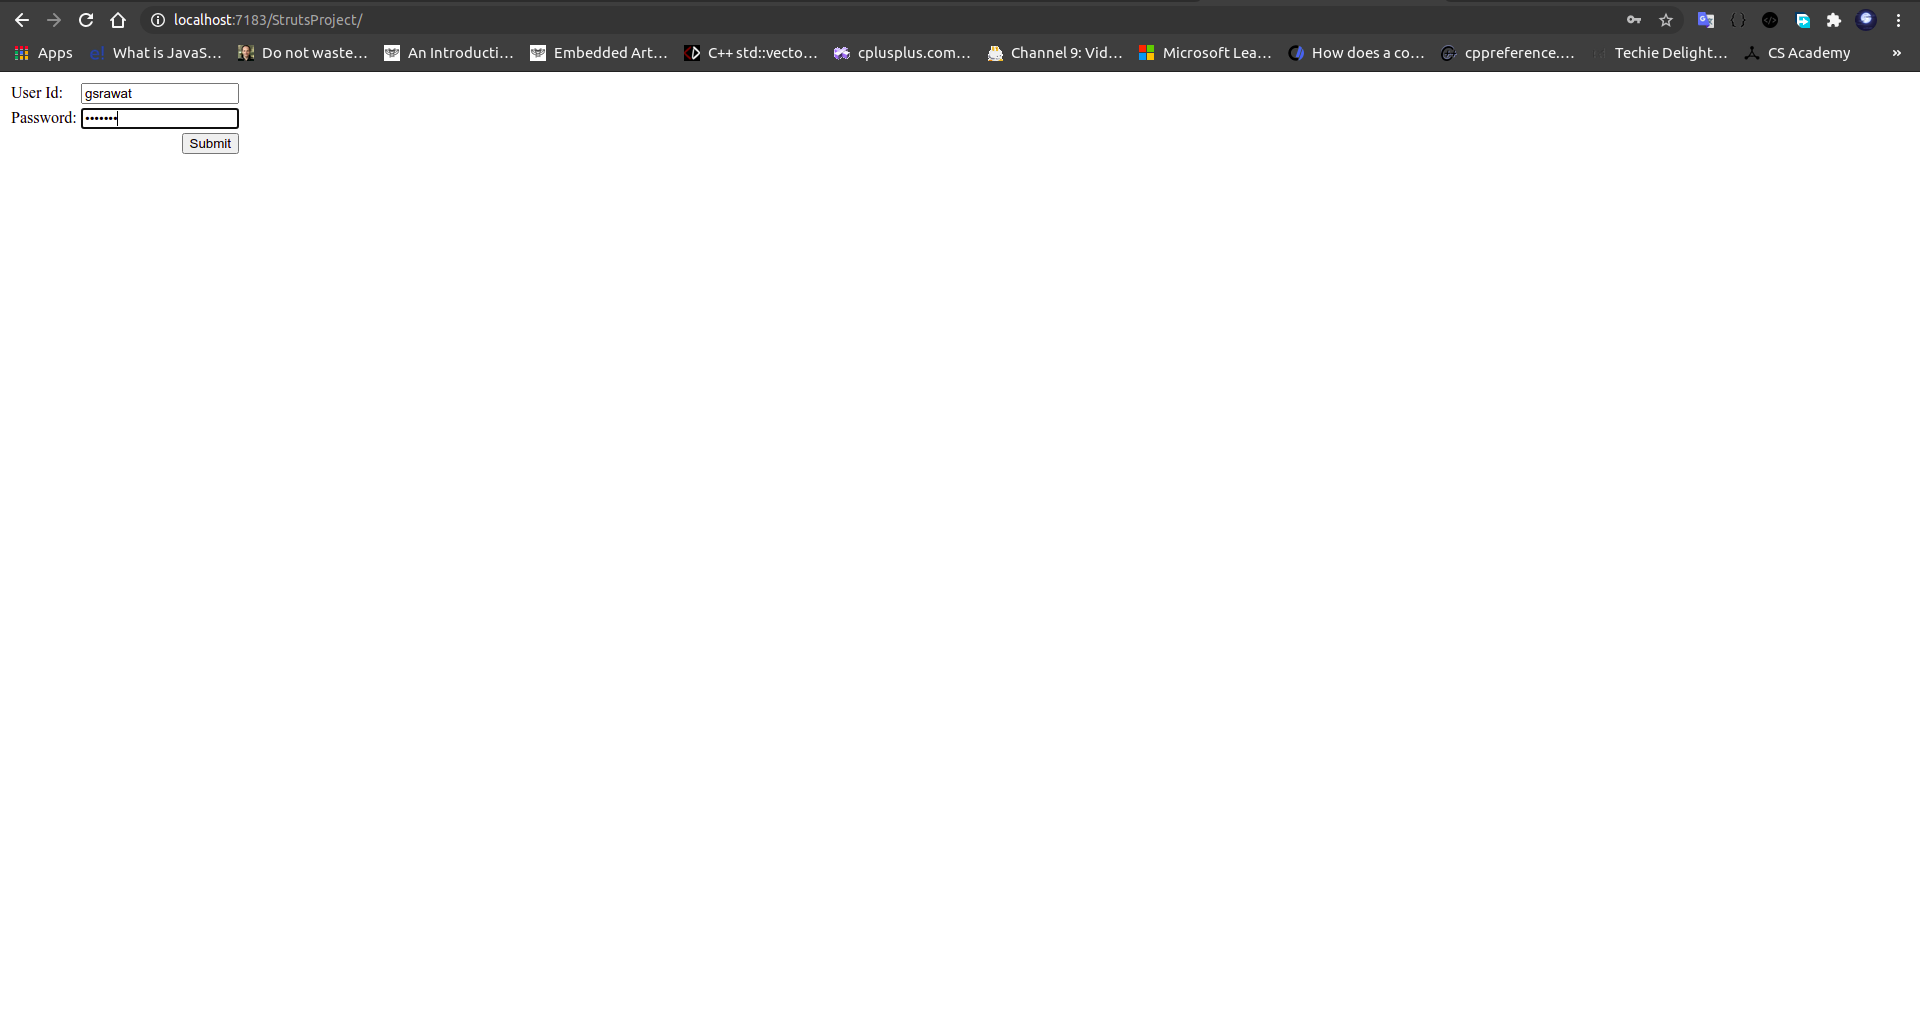 localhost:7183/StrutsProject/
Apps What is JavaS... Do not waste... An Introducti... Embedded Art... C++ std::vecto... cplusplus.com... Channel 9: Vid... Microsoft Lea... How does a co... cppreference.... Techie Delight... CS Academy »
User Id: gsrawat
Password: •••••••
Submit